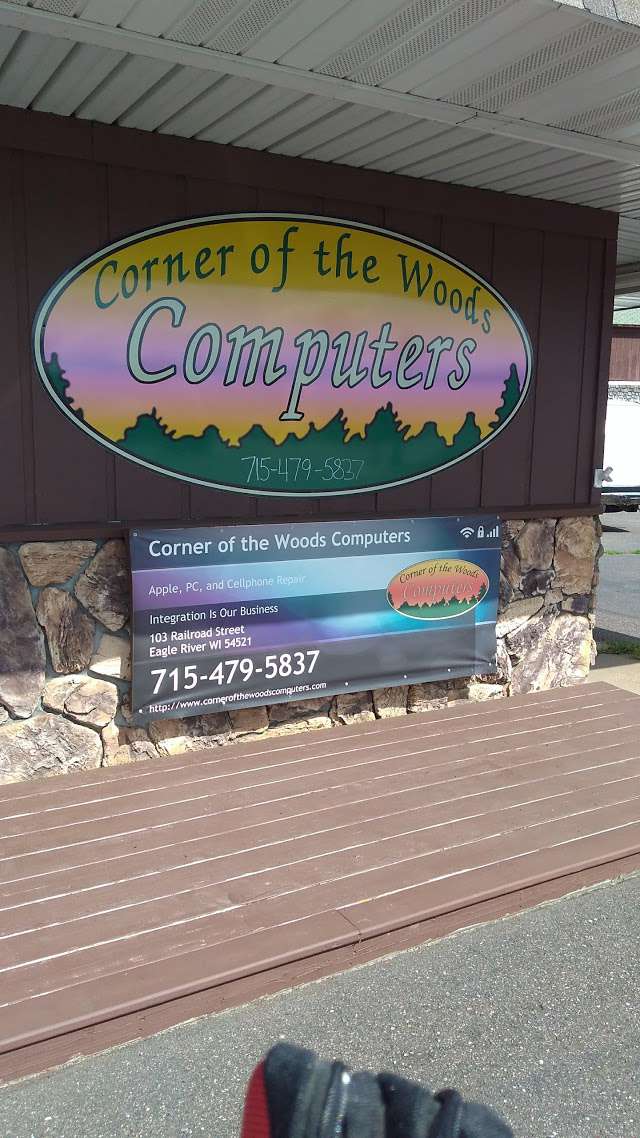 Corner of the Woods
Computers
715-479-5837
Corner of the Woods Computers
Apple, PC, and Cellphone Repair
Integration Is Our Business
103 Railroad Street
Eagle River WI 54521
715-479-5837
http://www.cornerofthewoodscomputers.com
Corner of the Woods
Computers